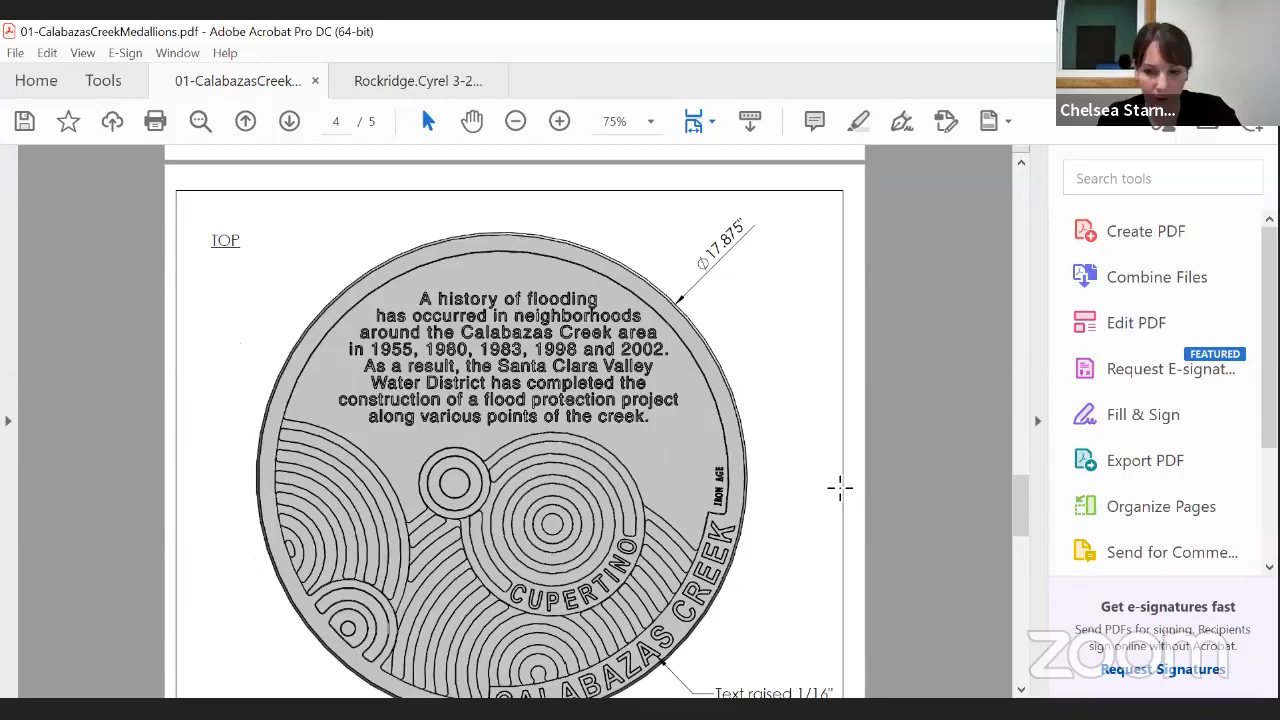 01-CalabazasCreekMedallions.pdf - Adobe Acrobat Pro DC (64-bit)
File Edit View E-Sign Window Help
Home Tools 01-CalabazasCreek... × Rockridge.Cyrel 3-2...
4 / 5 75%
Chelsea Starn...
TOP
Ø17.875"
A history of flooding
has occurred in neighborhoods
around the Calabazas Creek area
in 1955, 1980, 1983, 1998 and 2002.
As a result, the Santa Clara Valley
Water District has completed the
construction of a flood protection project
along various points of the creek.
IRON AGE
CUPERTINO
CALABAZAS CREEK
Text raised 1/16"
Search tools
Create PDF
Combine Files
Edit PDF
FEATURED
Request E-signat...
Fill & Sign
Export PDF
Organize Pages
Send for Comme...
Get e-signatures fast
Send PDFs for signing. Recipients
sign online without Acrobat.
Request Signatures
zoom